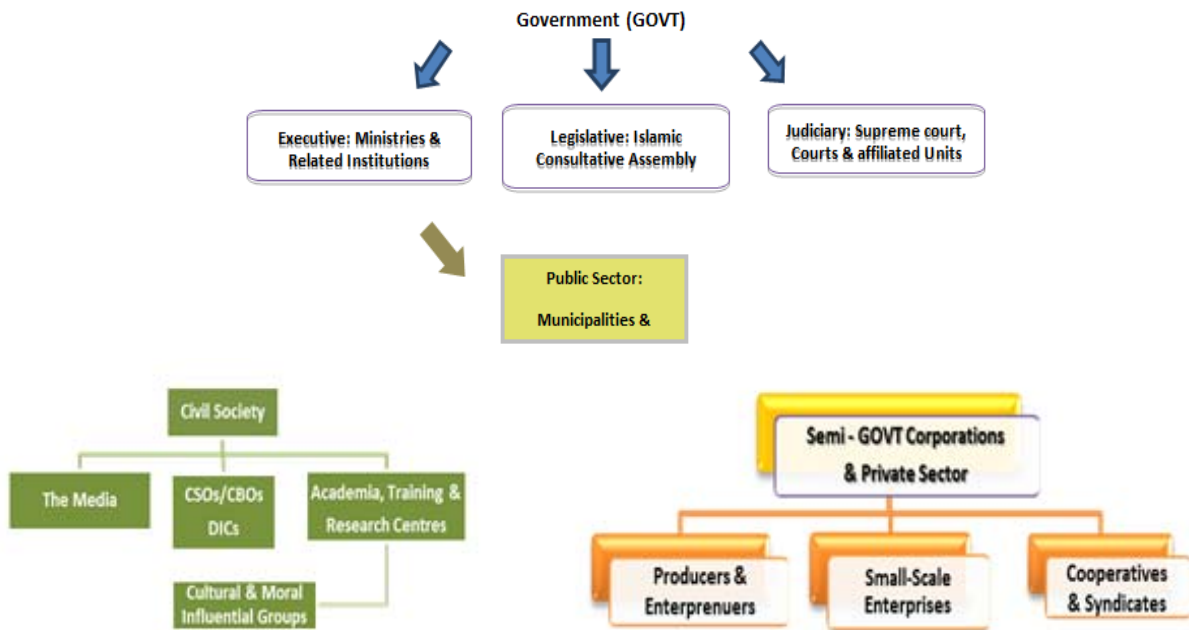 Government (GOVT)
Executive: Ministries &
Related Institutions
Legislative: Islamic
Consultative Assembly
Judiciary: Supreme court,
Courts & affiliated Units
Public Sector:
Municipalities &
Civil Society
The Media
CSOs/CBOs
DICs
Academia, Training &
Research Centres
Cultural & Moral
Influential Groups
Semi - GOVT Corporations
& Private Sector
Producers &
Enterprenuers
Small-Scale
Enterprises
Cooperatives
& Syndicates